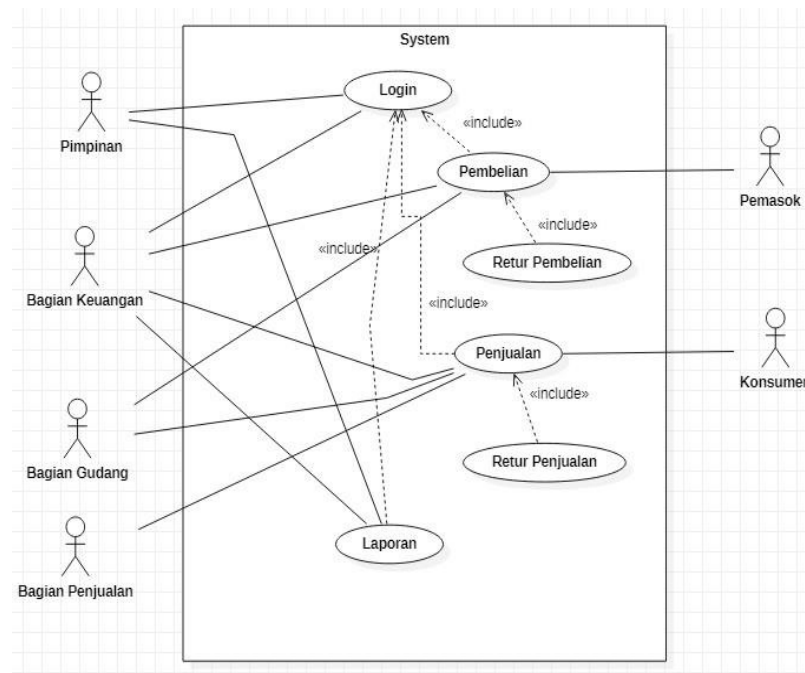 System
Login
Pimpinan
«include»
Pembelian
Pemasok
«include»
«include»
Retur Pembelian
Bagian Keuangan
«include»
Penjualan
Konsumen
«include»
Bagian Gudang
Retur Penjualan
Laporan
Bagian Penjualan